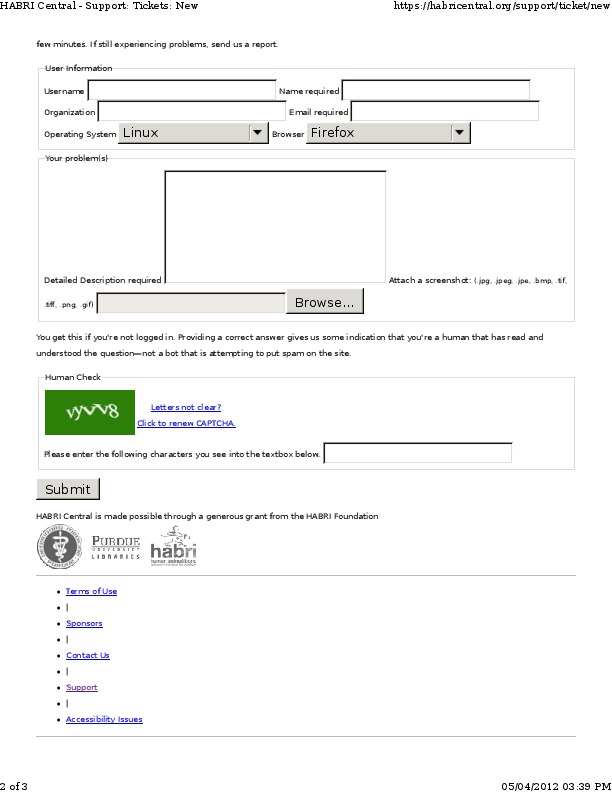 HABRI Central - Support: Tickets: New https://habricentral.org/support/ticket/new
few minutes. If still experiencing problems, send us a report.
User Information
Username Name required
Organization Email required
Operating System Linux Browser Firefox
Your problem(s)
Detailed Description required Attach a screenshot: (.jpg, .jpeg, .jpe, .bmp, .tif,
.tiff, .png, .gif) Browse...
You get this if you're not logged in. Providing a correct answer gives us some indication that you're a human that has read and
understood the question—not a bot that is attempting to put spam on the site.
Human Check
vyvv8
Letters not clear?
Click to renew CAPTCHA.
Please enter the following characters you see into the textbox below.
Submit
HABRI Central is made possible through a generous grant from the HABRI Foundation
PURDUE
UNIVERSITY
LIBRARIES
habri
• Terms of Use
• |
• Sponsors
• |
• Contact Us
• |
• Support
• |
• Accessibility Issues
2 of 3 05/04/2012 03:39 PM